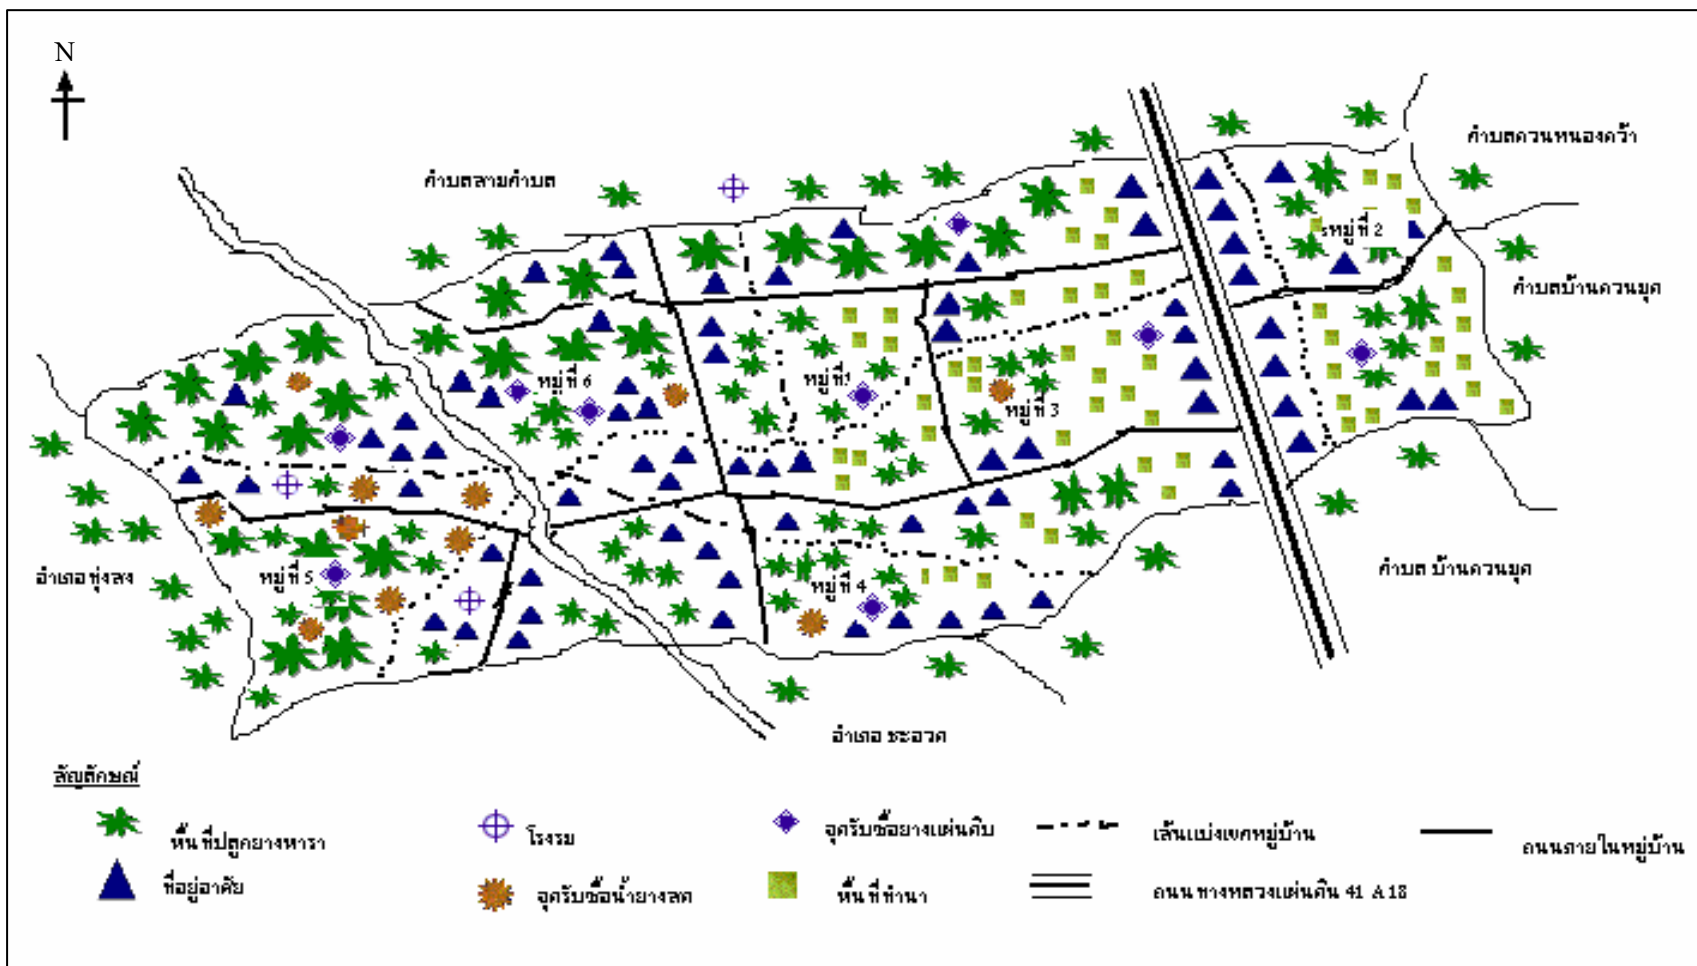 N
ตำบลควนหนองคว้า
ตำบลสามตำบล
หมู่ที่ 2
ตำบลบ้านควนมุด
หมู่ที่ 6
หมู่ที่1
หมู่ที่ 3
อำเภอ ทุ่งสง
หมู่ที่ 5
หมู่ที่ 4
ตำบล บ้านควนมุด
อำเภอ ชะอวด
สัญลักษณ์
พื้นที่ปลูกยางพารา
โรงรม
จุดรับซื้อยางแผ่นดิบ
เส้นแบ่งเขตหมู่บ้าน
ถนนภายในหมู่บ้าน
ที่อยู่อาศัย
จุดรับซื้อน้ำยางสด
พื้นที่ทำนา
ถนน ทางหลวงแผ่นดิน 41 A 18